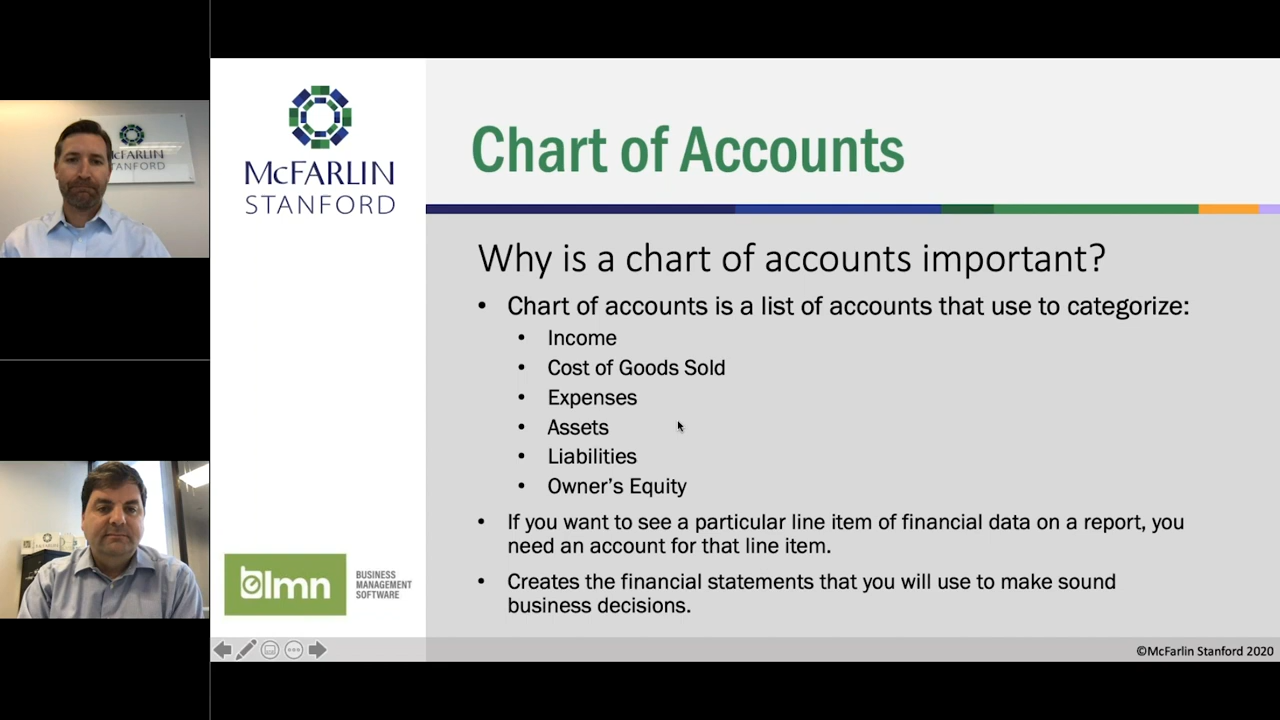 McFARLIN
STANFORD
Chart of Accounts
Why is a chart of accounts important?
• Chart of accounts is a list of accounts that use to categorize:
• Income
• Cost of Goods Sold
• Expenses
• Assets
• Liabilities
• Owner's Equity
• If you want to see a particular line item of financial data on a report, you
need an account for that line item.
• Creates the financial statements that you will use to make sound
business decisions.
BUSINESS
MANAGEMENT
SOFTWARE
©McFarlin Stanford 2020